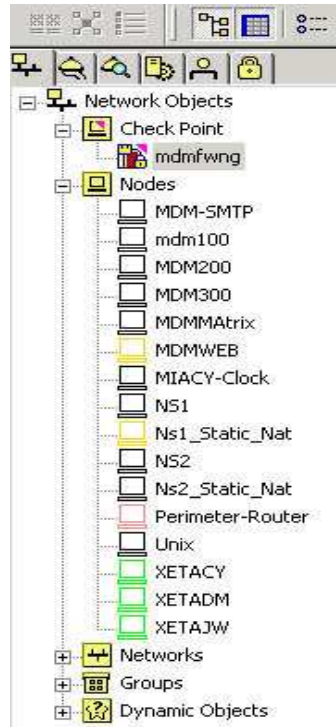 Network Objects
Check Point
mdmfwng
Nodes
MDM-SMTP
mdm100
MDM200
MDM300
MDMMAtrix
MDMWEB
MIACY-Clock
NS1
Ns1_Static_Nat
NS2
Ns2_Static_Nat
Perimeter-Router
Unix
XETACY
XETADM
XETAJW
Networks
Groups
Dynamic Objects